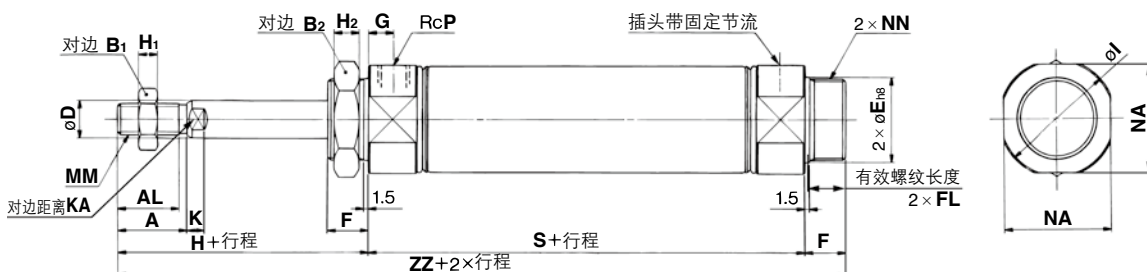 对边 B₂ H₂ G RcP 插头带固定节流 2×NN
对边 B₁ H₁
øI
øD
2×øEh8
NA
MM
AL
1.5
1.5
有效螺纹长度
2×FL
对边距离KA
A K
F
F
NA
H+行程
S+行程
ZZ+2×行程